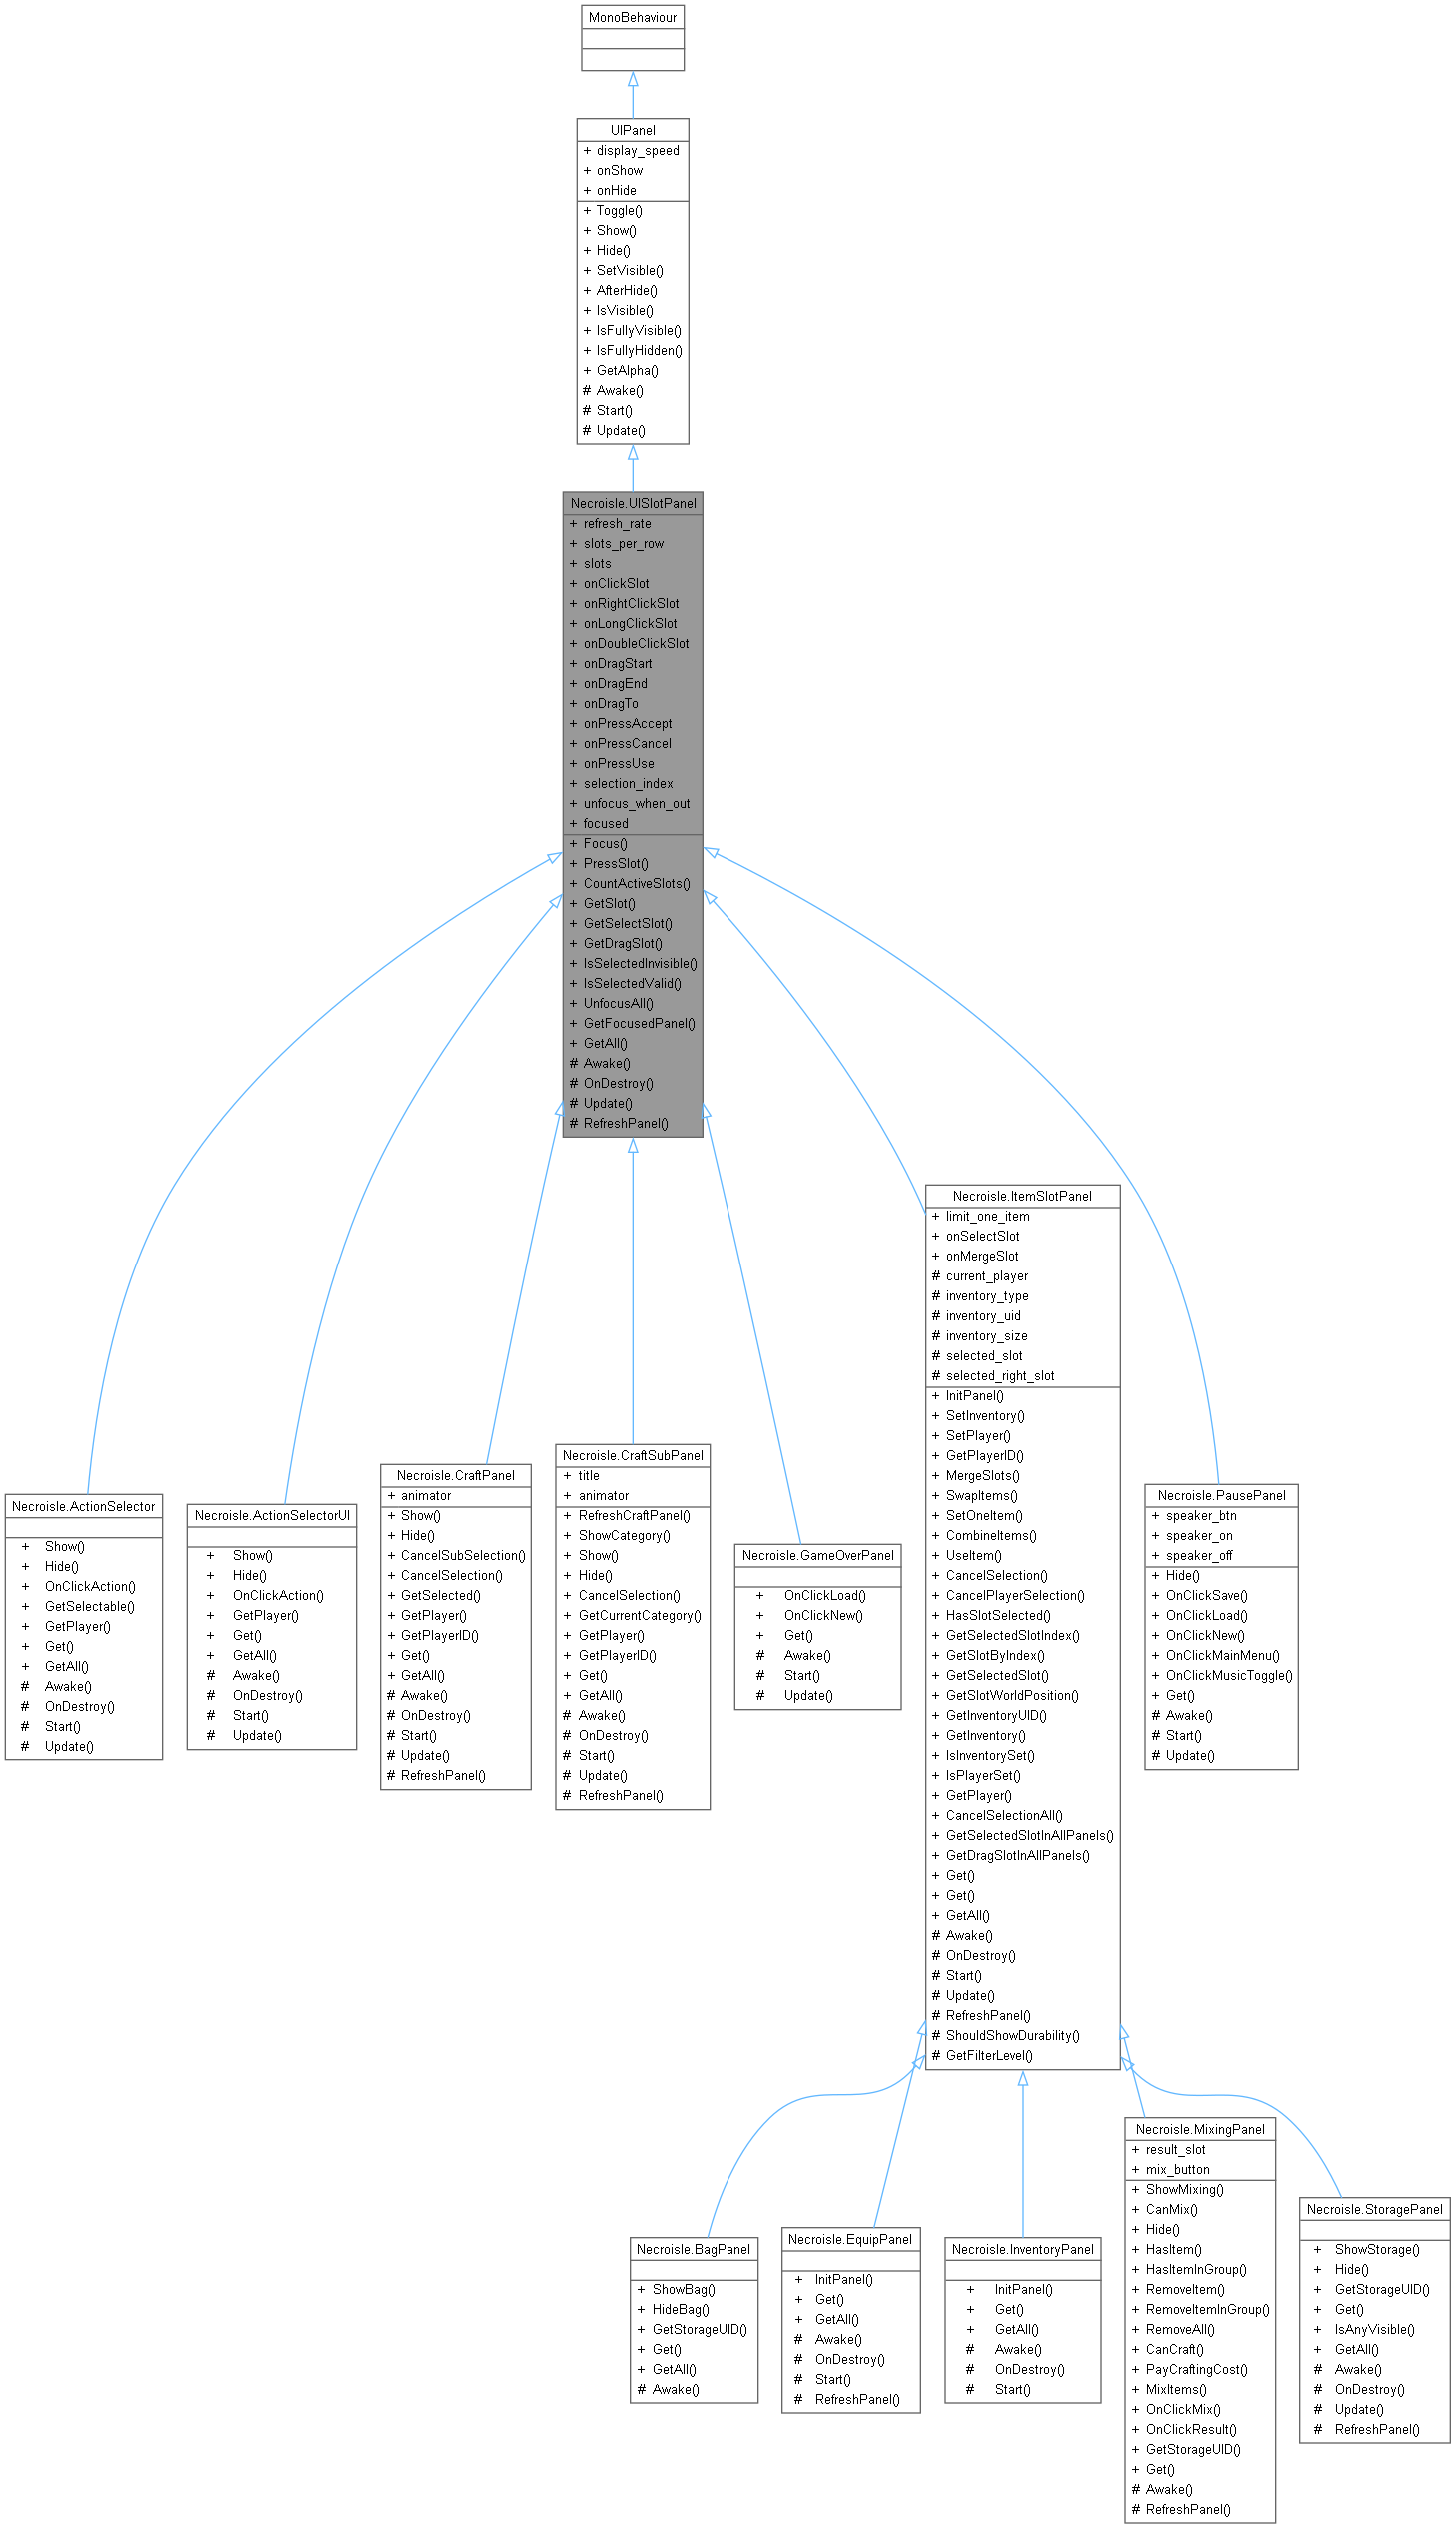 MonoBehaviour
UIPanel
+ display_speed
+ onShow
+ onHide
+ Toggle()
+ Show()
+ Hide()
+ SetVisible()
+ AfterHide()
+ IsVisible()
+ IsFullyVisible()
+ IsFullyHidden()
+ GetAlpha()
# Awake()
# Start()
# Update()
Necroisle.UISlotPanel
+ refresh_rate
+ slots_per_row
+ slots
+ onClickSlot
+ onRightClickSlot
+ onLongClickSlot
+ onDoubleClickSlot
+ onDragStart
+ onDragEnd
+ onDragTo
+ onPressAccept
+ onPressCancel
+ onPressUse
+ selection_index
+ unfocus_when_out
+ focused
+ Focus()
+ PressSlot()
+ CountActiveSlots()
+ GetSlot()
+ GetSelectSlot()
+ GetDragSlot()
+ IsSelectedInvisible()
+ IsSelectedValid()
+ UnfocusAll()
+ GetFocusedPanel()
+ GetAll()
# Awake()
# OnDestroy()
# Update()
# RefreshPanel()
Necroisle.ActionSelector
+ Show()
+ Hide()
+ OnClickAction()
+ GetSelectable()
+ GetPlayer()
+ Get()
+ GetAll()
# Awake()
# OnDestroy()
# Start()
# Update()
Necroisle.ActionSelectorUI
+ Show()
+ Hide()
+ OnClickAction()
+ GetPlayer()
+ Get()
+ GetAll()
# Awake()
# OnDestroy()
# Start()
# Update()
Necroisle.CraftPanel
+ animator
+ Show()
+ Hide()
+ CancelSubSelection()
+ CancelSelection()
+ GetSelected()
+ GetPlayer()
+ GetPlayerID()
+ Get()
+ GetAll()
# Awake()
# OnDestroy()
# Start()
# Update()
# RefreshPanel()
Necroisle.CraftSubPanel
+ title
+ animator
+ RefreshCraftPanel()
+ ShowCategory()
+ Show()
+ Hide()
+ CancelSelection()
+ GetCurrentCategory()
+ GetPlayer()
+ GetPlayerID()
+ Get()
+ GetAll()
# Awake()
# OnDestroy()
# Start()
# Update()
# RefreshPanel()
Necroisle.GameOverPanel
+ OnClickLoad()
+ OnClickNew()
+ Get()
# Awake()
# Start()
# Update()
Necroisle.ItemSlotPanel
+ limit_one_item
+ onSelectSlot
+ onMergeSlot
# current_player
# inventory_type
# inventory_uid
# inventory_size
# selected_slot
# selected_right_slot
+ InitPanel()
+ SetInventory()
+ SetPlayer()
+ GetPlayerID()
+ MergeSlots()
+ SwapItems()
+ SetOneItem()
+ CombineItems()
+ UseItem()
+ CancelSelection()
+ CancelPlayerSelection()
+ HasSlotSelected()
+ GetSelectedSlotIndex()
+ GetSlotByIndex()
+ GetSelectedSlot()
+ GetSlotWorldPosition()
+ GetInventoryUID()
+ GetInventory()
+ IsInventorySet()
+ IsPlayerSet()
+ GetPlayer()
+ CancelSelectionAll()
+ GetSelectedSlotInAllPanels()
+ GetDragSlotInAllPanels()
+ Get()
+ Get()
+ GetAll()
# Awake()
# OnDestroy()
# Start()
# Update()
# RefreshPanel()
# ShouldShowDurability()
# GetFilterLevel()
Necroisle.PausePanel
+ speaker_btn
+ speaker_on
+ speaker_off
+ Hide()
+ OnClickSave()
+ OnClickLoad()
+ OnClickNew()
+ OnClickMainMenu()
+ OnClickMusicToggle()
+ Get()
# Awake()
# Start()
# Update()
Necroisle.BagPanel
+ ShowBag()
+ HideBag()
+ GetStorageUID()
+ Get()
+ GetAll()
# Awake()
Necroisle.EquipPanel
+ InitPanel()
+ Get()
+ GetAll()
# Awake()
# OnDestroy()
# Start()
# RefreshPanel()
Necroisle.InventoryPanel
+ InitPanel()
+ Get()
+ GetAll()
# Awake()
# OnDestroy()
# Start()
Necroisle.MixingPanel
+ result_slot
+ mix_button
+ ShowMixing()
+ CanMix()
+ Hide()
+ HasItem()
+ HasItemInGroup()
+ RemoveItem()
+ RemoveItemInGroup()
+ RemoveAll()
+ CanCraft()
+ PayCraftingCost()
+ MixItems()
+ OnClickMix()
+ OnClickResult()
+ GetStorageUID()
+ Get()
# Awake()
# RefreshPanel()
Necroisle.StoragePanel
+ ShowStorage()
+ Hide()
+ GetStorageUID()
+ Get()
+ IsAnyVisible()
+ GetAll()
# Awake()
# OnDestroy()
# Update()
# RefreshPanel()